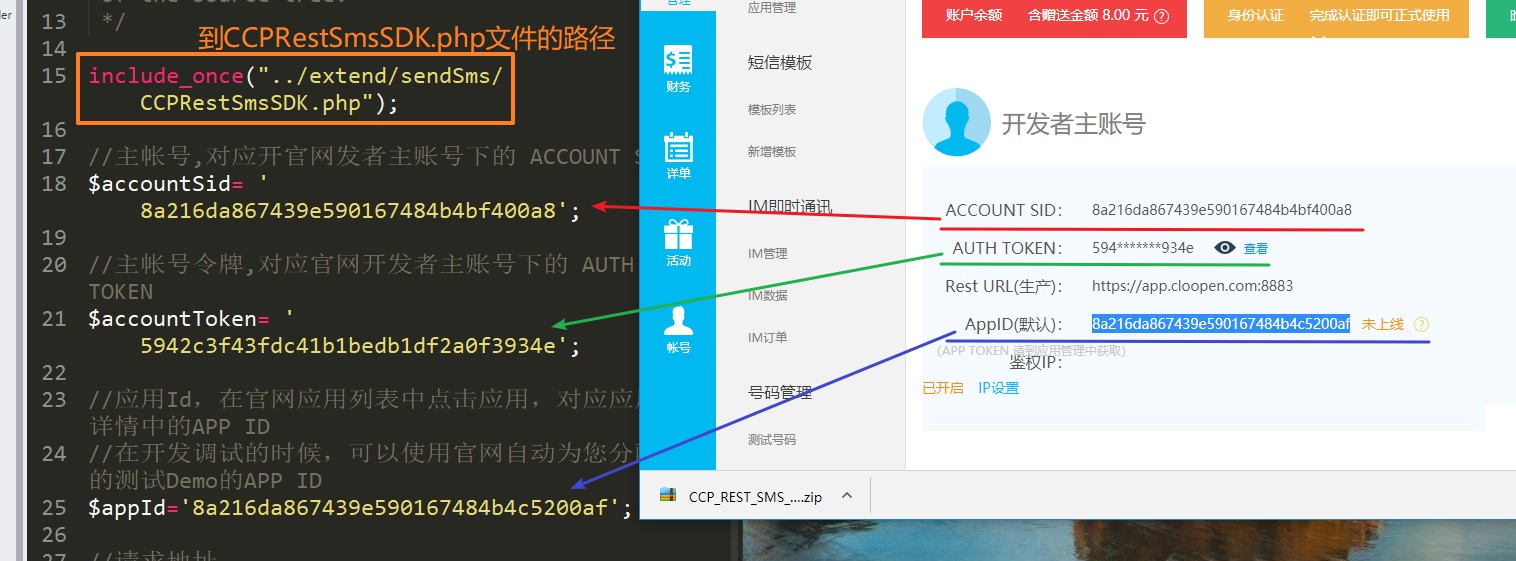 der
of the source tree.
13
*/
14
到CCPRestSmsSDK.php文件的路径
15 include_once("../extend/sendSms/
CCPRestSmsSDK.php");
16
17 //主帐号,对应开官网发者主账号下的 ACCOUNT S
18 $accountSid= '
8a216da867439e590167484b4bf400a8';
19
20 //主帐号令牌,对应官网开发者主账号下的 AUTH
TOKEN
21 $accountToken= '
5942c3f43fdc41b1bedb1df2a0f3934e';
22
23 //应用Id，在官网应用列表中点击应用，对应应用
详情中的APP ID
24 //在开发调试的时候，可以使用官网自动为您分配
的测试Demo的APP ID
25 $appId='8a216da867439e590167484b4c5200af';
26
27 //请求地址
管理
财务
详单
活动
帐号
应用管理
短信模板
模板列表
新增模板
IM即时通讯
IM管理
IM数据
IM订单
号码管理
测试号码
账户余额 含赠送金额 8.00 元
身份认证 完成认证即可正式使用
开发者主账号
ACCOUNT SID： 8a216da867439e590167484b4bf400a8
AUTH TOKEN： 594*******934e 查看
Rest URL(生产)： https://app.cloopen.com:8883
AppID(默认)： 8a216da867439e590167484b4c5200af 未上线
(APP TOKEN 请到应用管理中获取)
鉴权IP：
已开启 IP设置
CCP_REST_SMS_....zip